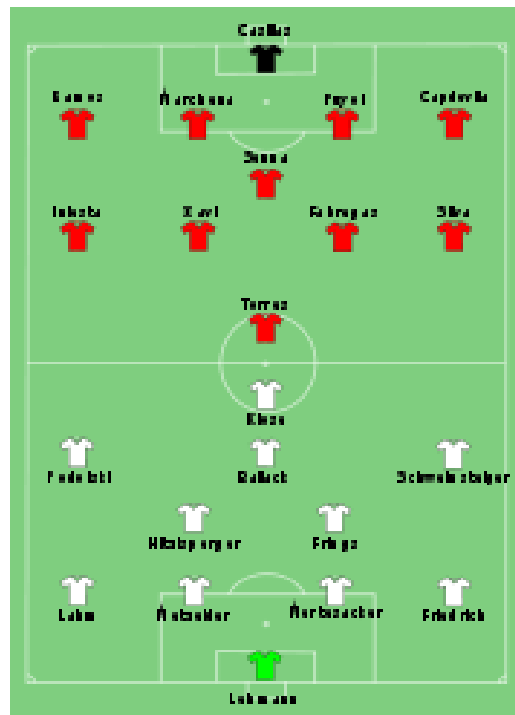 Casillas
Ramos Marchena Puyol Capdevila
Senna
Iniesta Xavi Fabregas Silva
Torres
Klose
Podolski Ballack Schweinsteiger
Hitzlsperger Frings
Lahm Metzelder Mertesacker Friedrich
Lehmann